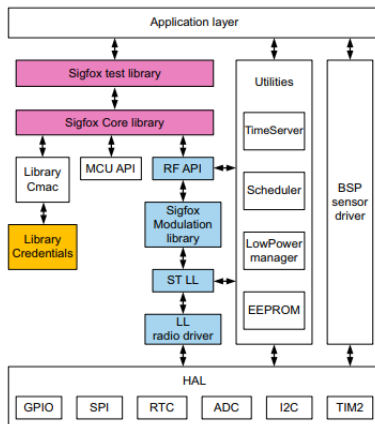 Application layer
Sigfox test library
Utilities
Sigfox Core library
TimeServer
Library
Cmac
MCU API
RF API
BSP
sensor
driver
Scheduler
Sigfox
Modulation
library
Library
Credentials
LowPower
manager
ST LL
EEPROM
LL
radio driver
HAL
GPIO
SPI
RTC
ADC
I2C
TIM2